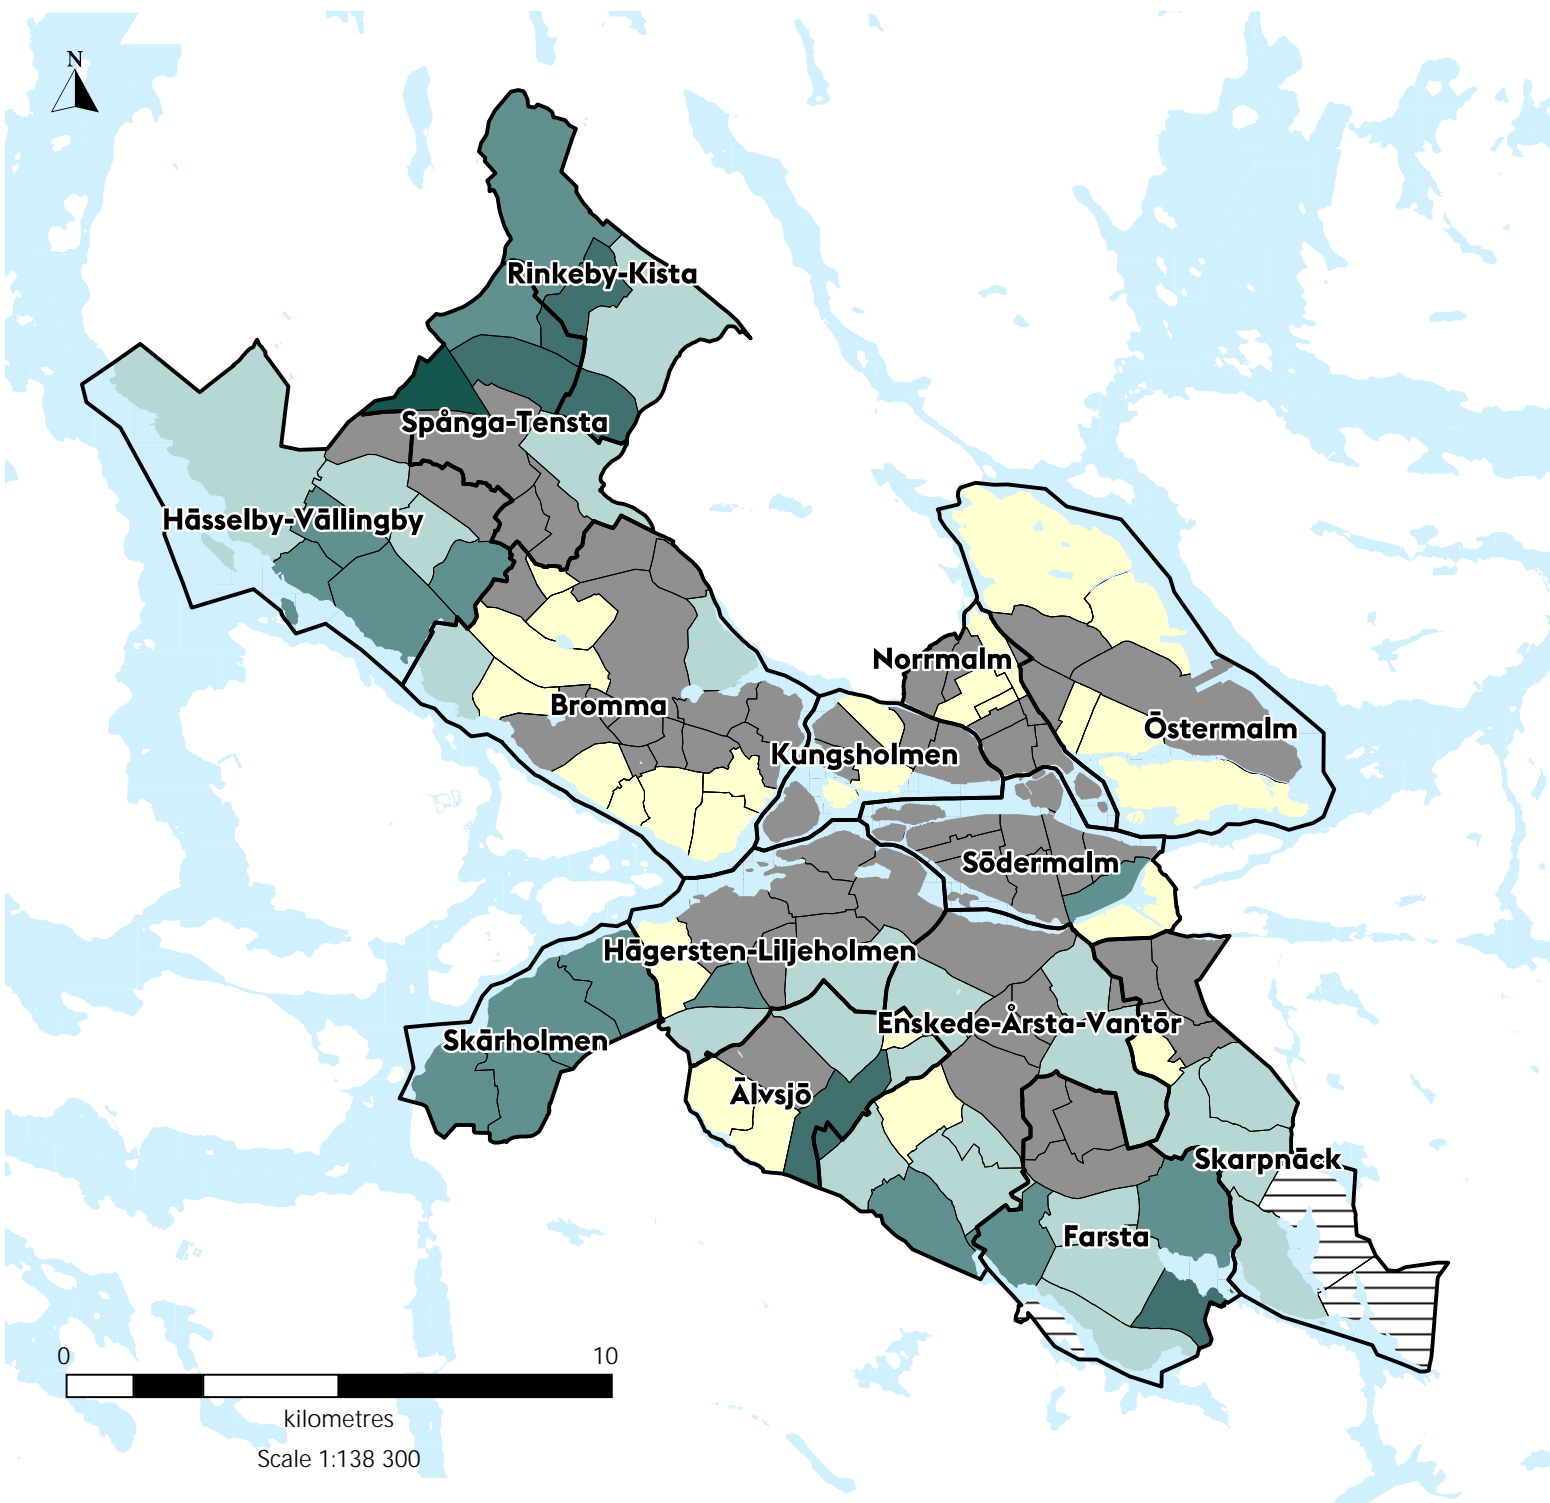 N
Rinkeby-Kista
Spånga-Tensta
Hässelby-Vällingby
Norrmalm
Bromma
Östermalm
Kungsholmen
Södermalm
Hägersten-Liljeholmen
Enskede-Årsta-Vantör
Skärholmen
Älvsjö
Skarpnäck
Farsta
0 10
kilometres
Scale 1:138 300